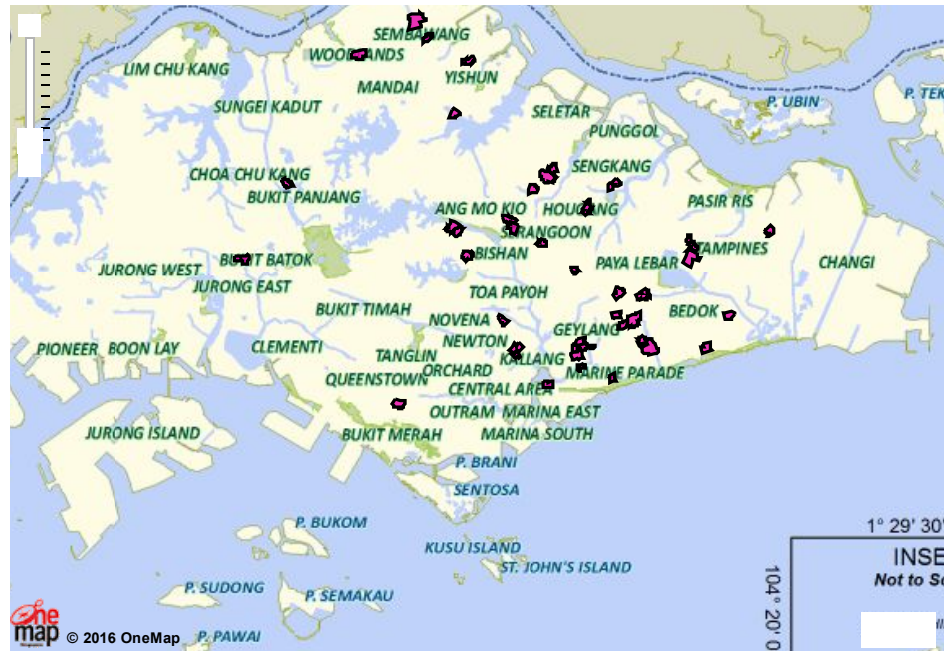 SEMBAWANG
WOODLANDS
LIM CHU KANG
YISHUN
MANDAI
P. UBIN
P. TEK
SUNGEI KADUT
SELETAR
PUNGGOL
SENGKANG
CHOA CHU KANG
BUKIT PANJANG
PASIR RIS
ANG MO KIO
HOUGANG
SERANGOON
TAMPINES
BISHAN
BUKIT BATOK
PAYA LEBAR
CHANGI
JURONG WEST
JURONG EAST
TOA PAYOH
BUKIT TIMAH
BEDOK
NOVENA
GEYLANG
NEWTON
PIONEER
BOON LAY
CLEMENTI
TANGLIN
KALLANG
ORCHARD
MARINE PARADE
QUEENSTOWN
CENTRAL AREA
OUTRAM
MARINA EAST
JURONG ISLAND
BUKIT MERAH
MARINA SOUTH
P. BRANI
SENTOSA
P. BUKOM
1° 29' 30'
KUSU ISLAND
INSE
ST. JOHN'S ISLAND
Not to Sc
104° 20' 0
P. SUDONG
P. SEMAKAU
One
map © 2016 OneMap
P. PAWAI